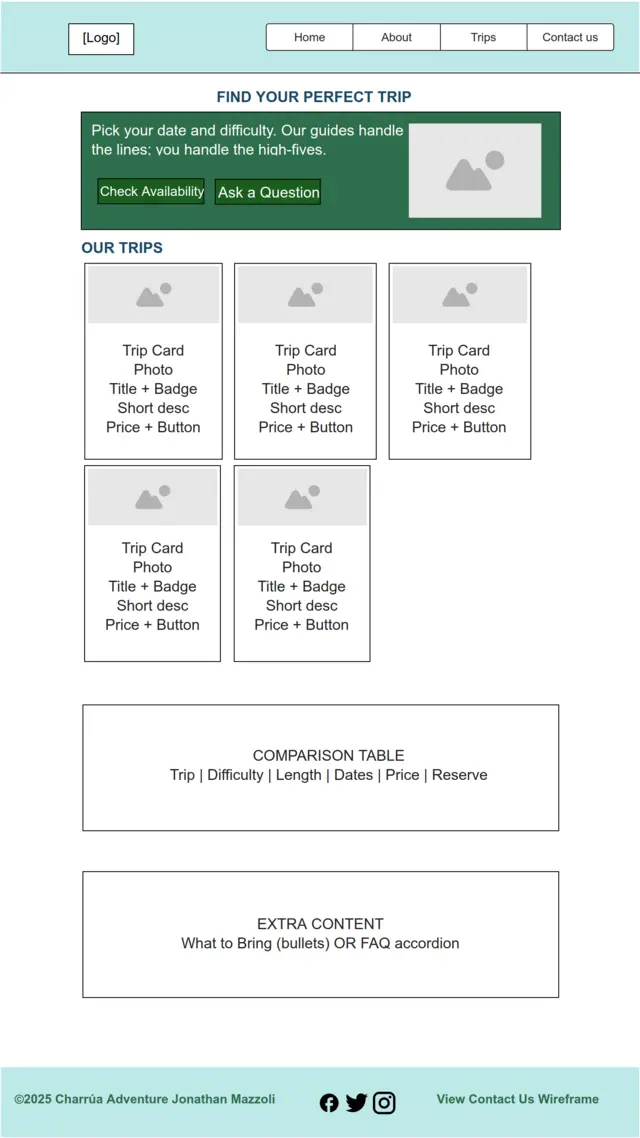 [Logo]
Home
About
Trips
Contact us
FIND YOUR PERFECT TRIP
Pick your date and difficulty. Our guides handle
the lines; you handle the high-fives.
Check Availability
Ask a Question
OUR TRIPS
Trip Card
Photo
Title + Badge
Short desc
Price + Button
Trip Card
Photo
Title + Badge
Short desc
Price + Button
Trip Card
Photo
Title + Badge
Short desc
Price + Button
Trip Card
Photo
Title + Badge
Short desc
Price + Button
Trip Card
Photo
Title + Badge
Short desc
Price + Button
COMPARISON TABLE
Trip | Difficulty | Length | Dates | Price | Reserve
EXTRA CONTENT
What to Bring (bullets) OR FAQ accordion
©2025 Charrúa Adventure Jonathan Mazzoli
View Contact Us Wireframe